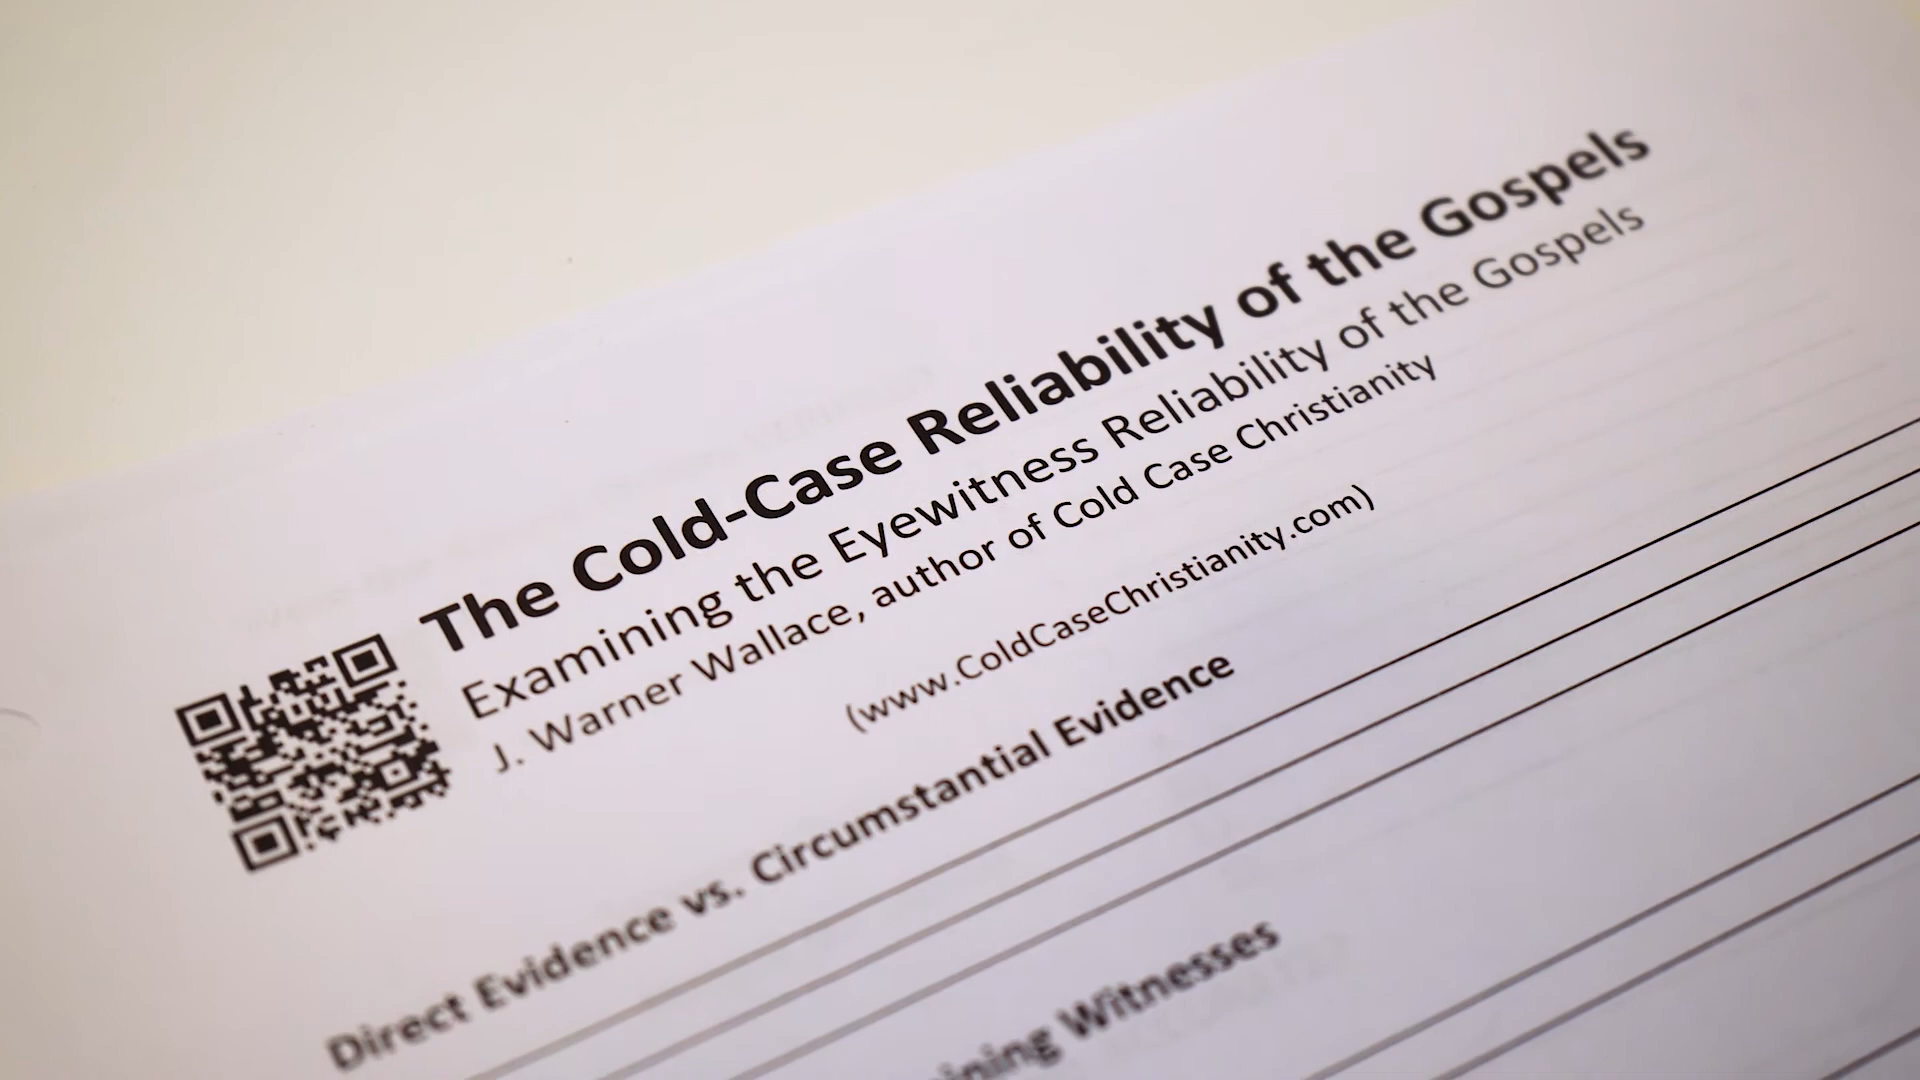 The Cold-Case Reliability of the Gospels
Examining the Eyewitness Reliability of the Gospels
J. Warner Wallace, author of Cold Case Christianity
(www.ColdCaseChristianity.com)
Direct Evidence vs. Circumstantial Evidence
Witnesses